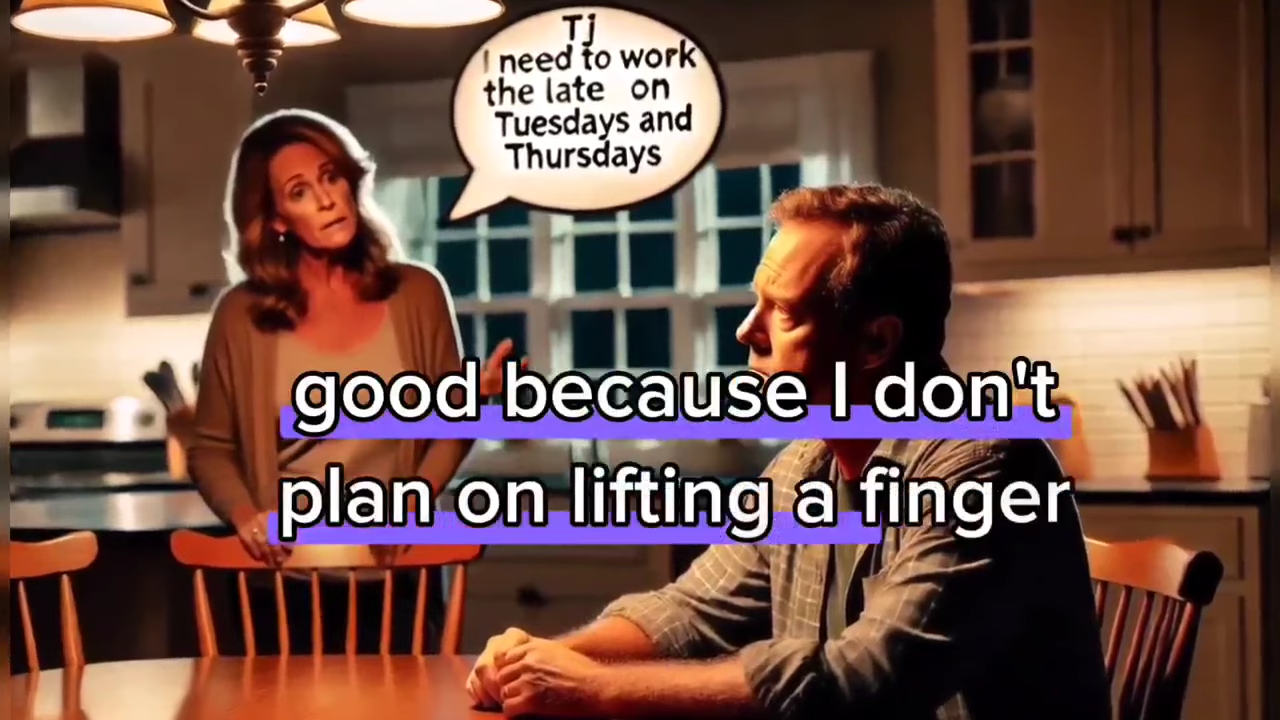 Tj
I need to work
the late on
Tuesdays and
Thursdays
good because I don't
plan on lifting a finger